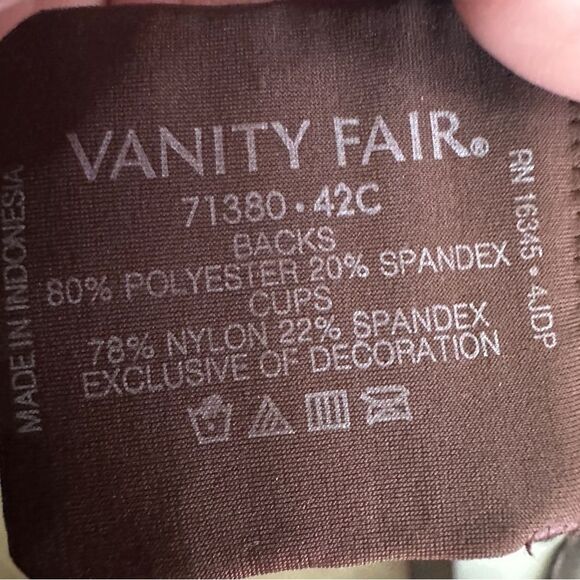 VANITY FAIR®
71380 • 42C
BACKS
80% POLYESTER 20% SPANDEX
CUPS
78% NYLON 22% SPANDEX
EXCLUSIVE OF DECORATION
MADE IN INDONESIA
RN 16345 • 4JDP